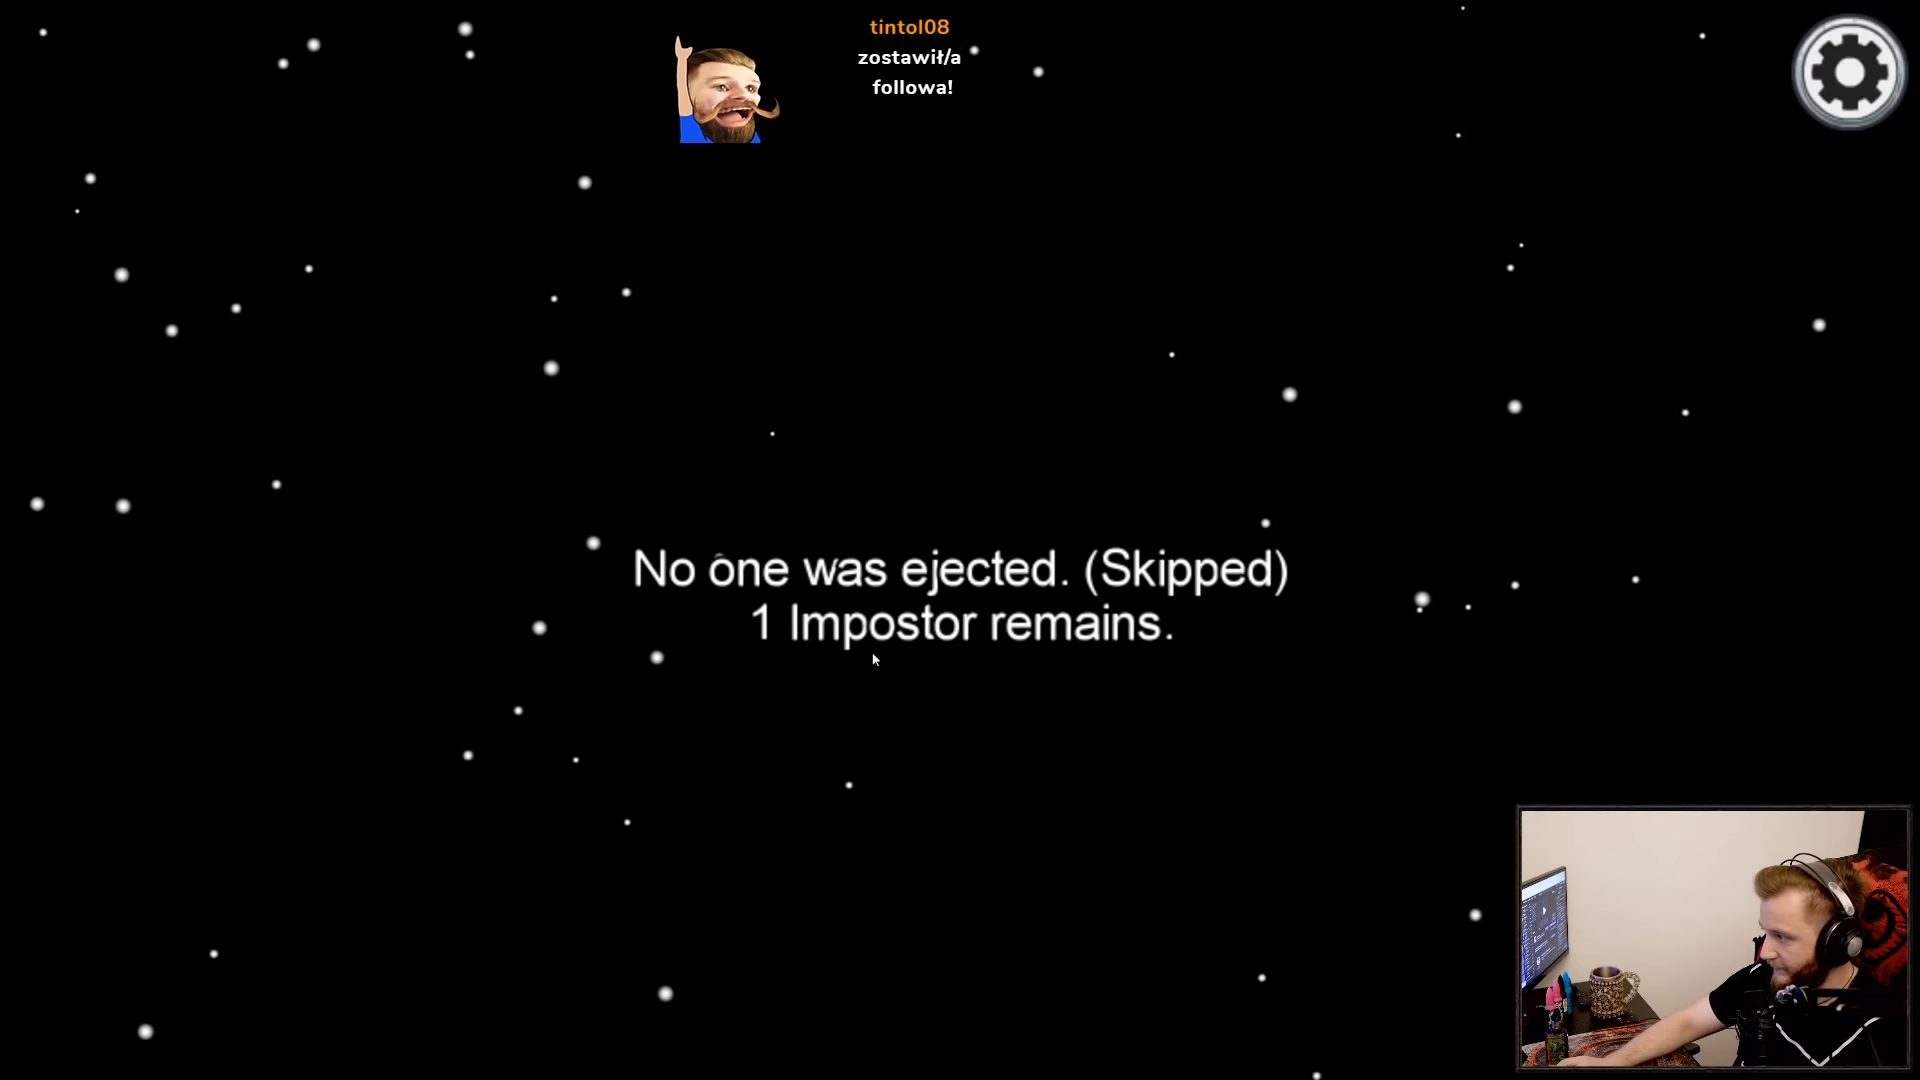 tintol08
zostawił/a
followa!
No one was ejected. (Skipped)
1 Impostor remains.